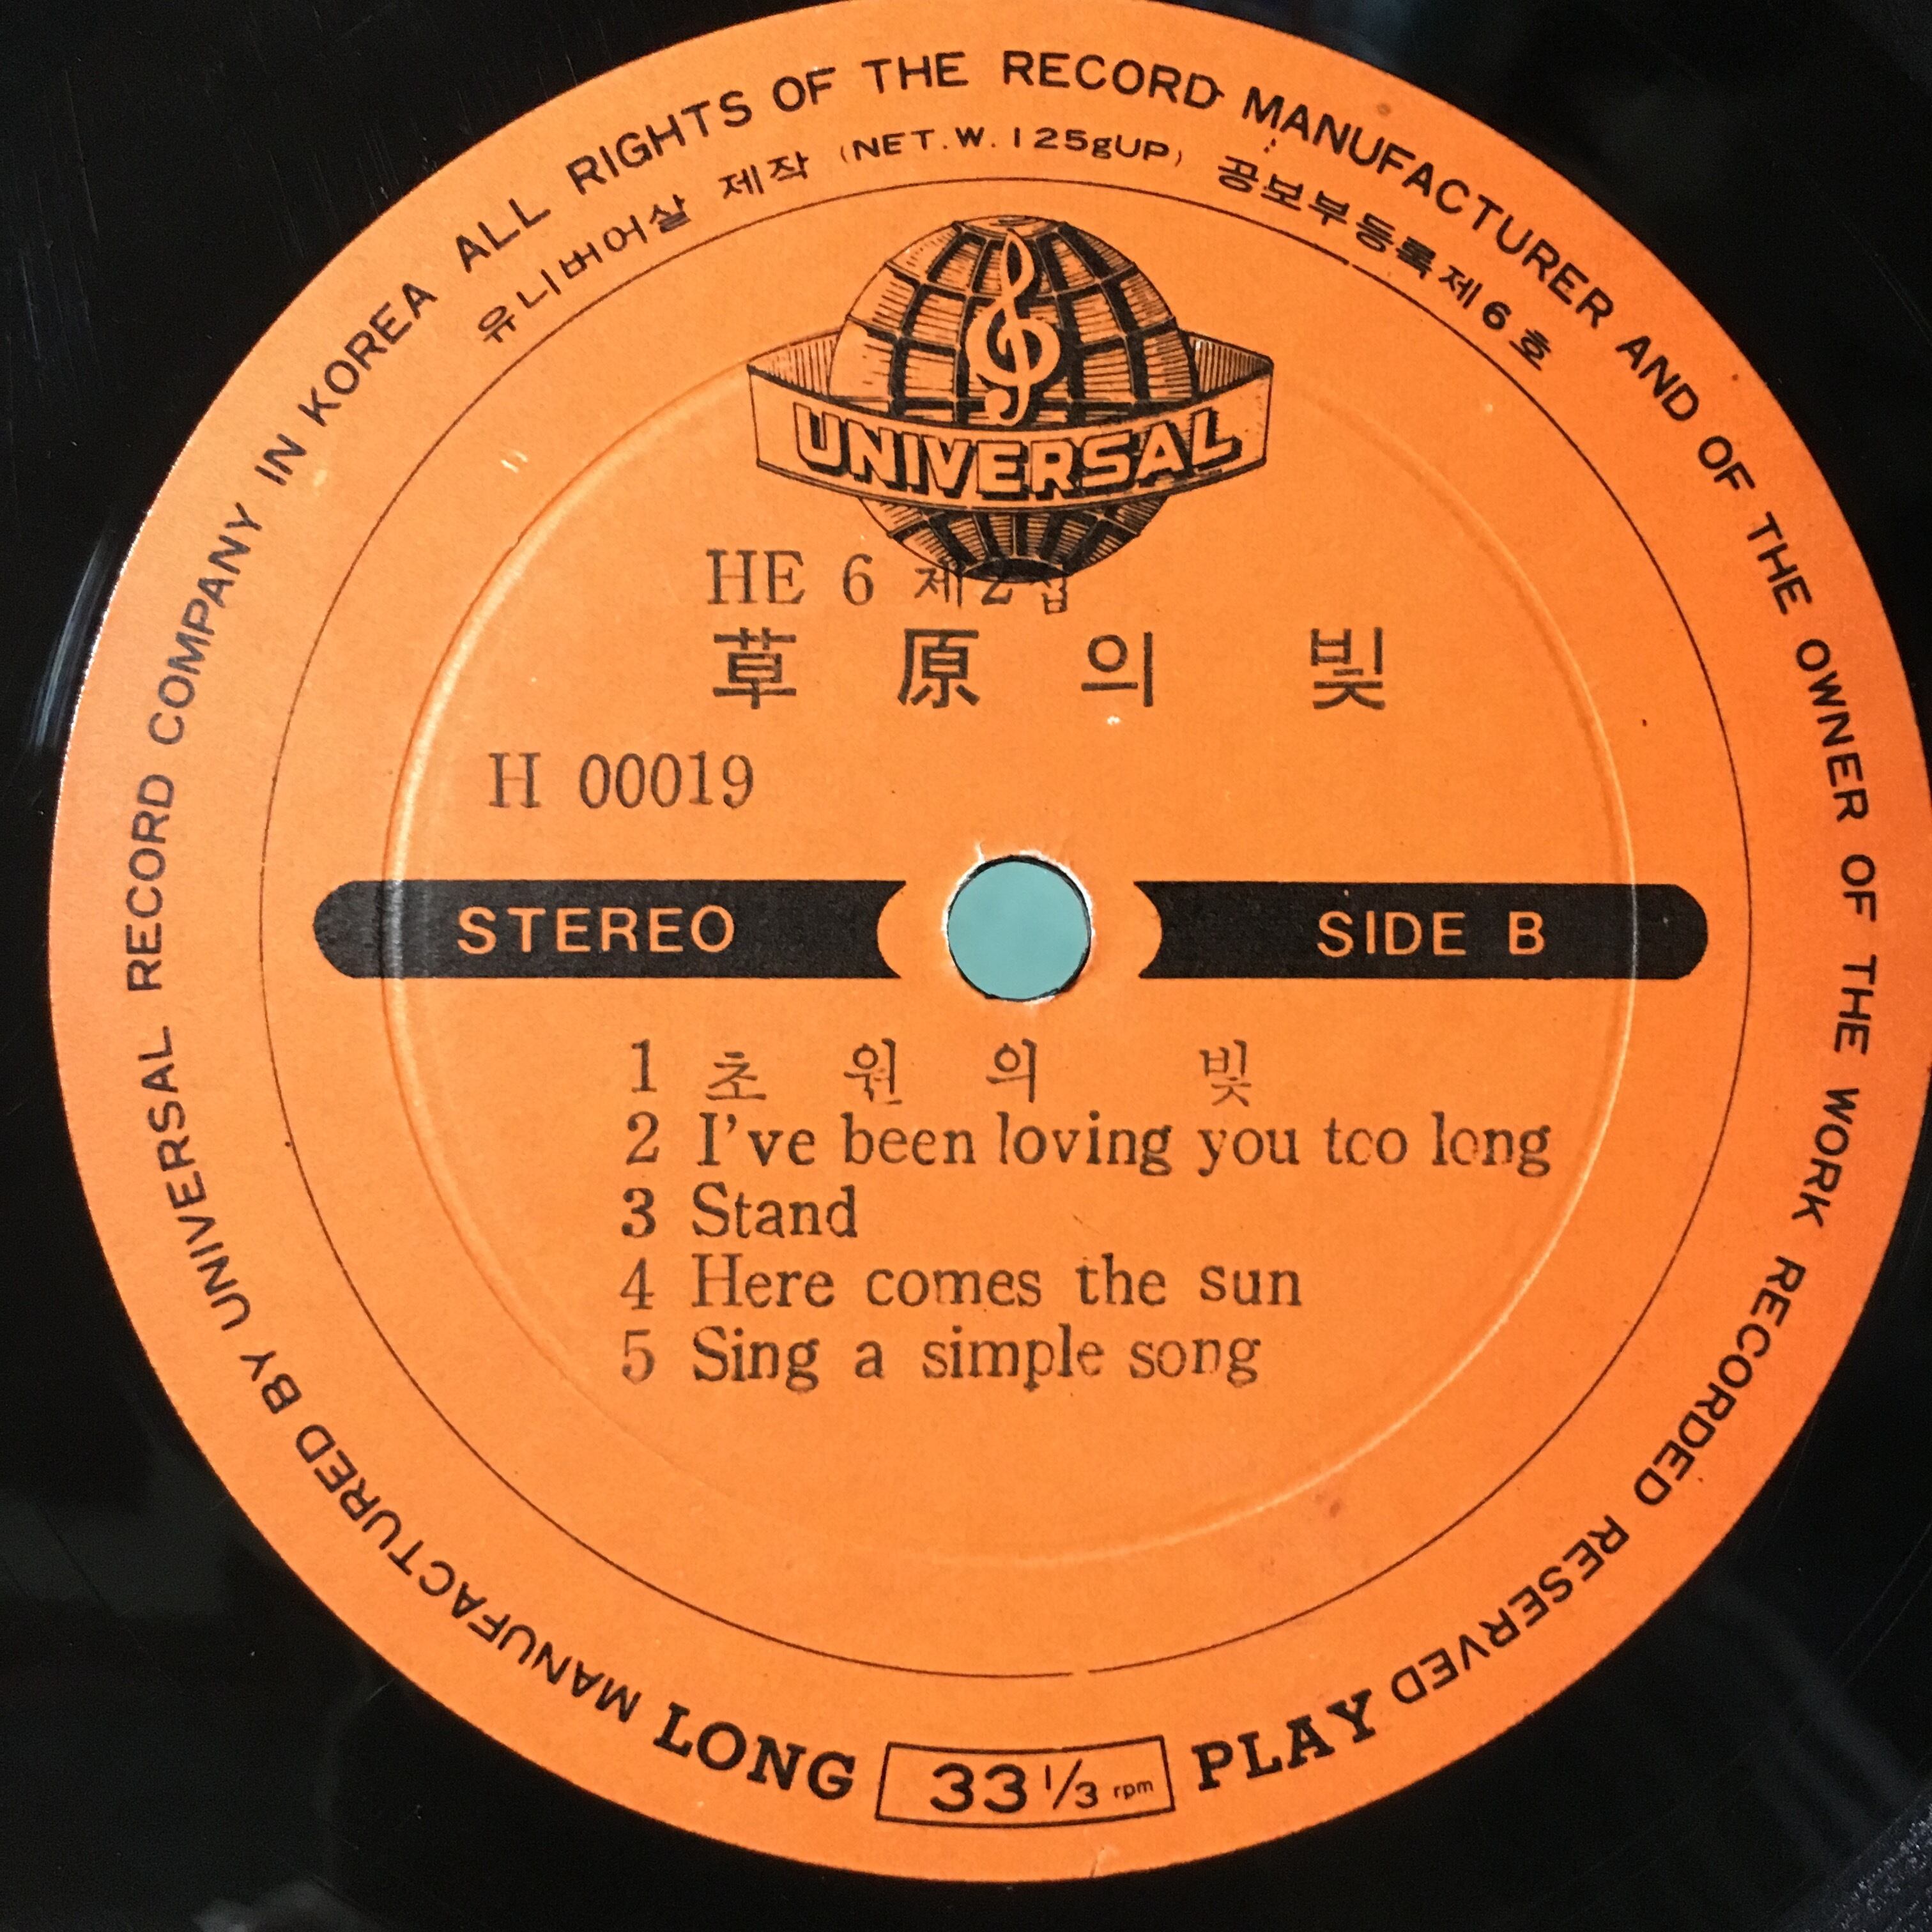 MANUFACTURED BY UNIVERSAL RECORD COMPANY IN KOREA ALL RIGHTS OF THE RECORD MANUFACTURER AND OF THE OWNER OF THE WORK RECORDED RESERVED
유니버어살 제작 (NET.W. 125gUP) 공보부등록제6호
UNIVERSAL
HE 6 제2집
草原의 빛
H 00019
STEREO SIDE B
1 초원의 빛
2 I've been loving you tco long
3 Stand
4 Here comes the sun
5 Sing a simple song
LONG 33 1/3 rpm PLAY